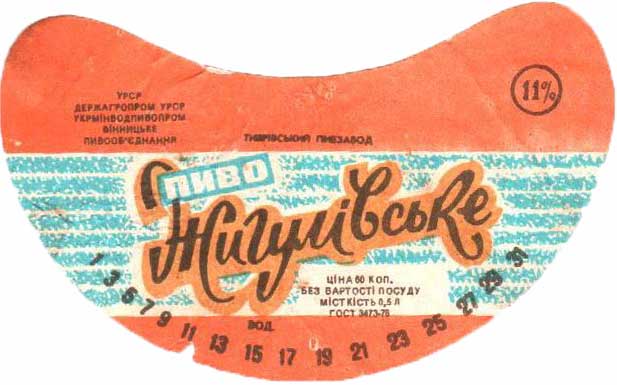 УРСР
ДЕРЖАГРОПРОМ УРСР
УКРМІНВОДПИВОПРОМ
ВІННИЦЬКЕ
ПИВООБ'ЄДНАННЯ
11%
ТИВРІВСЬКИЙ ПИВЗАВОД
ПИВО
Жигулівське
ЦІНА 60 КОП.
БЕЗ ВАРТОСТІ ПОСУДУ
МІСТКІСТЬ 0,5 Л
ГОСТ 3473-78
ВОД.
1 3 6 7 9 11 13 15 17 19 21 23 25 27 29 31